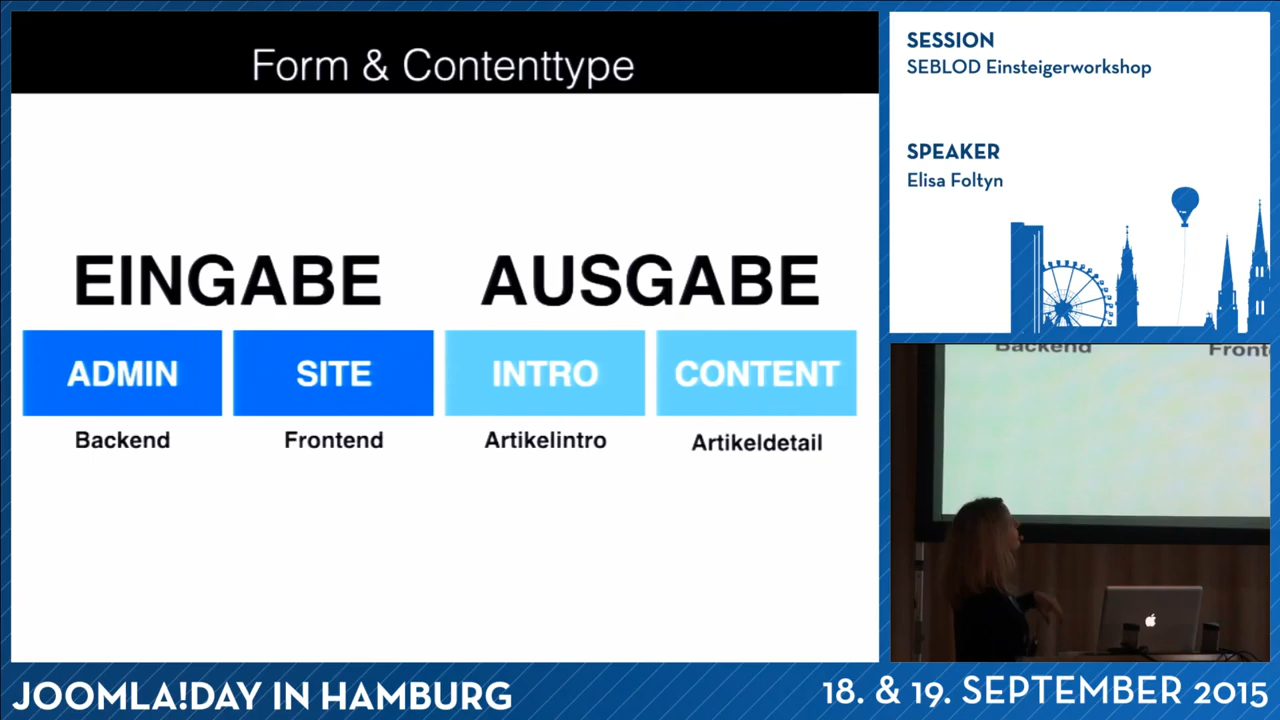 Form & Contenttype
EINGABE AUSGABE
ADMIN SITE INTRO CONTENT
Backend Frontend Artikelintro Artikeldetail
SESSION
SEBLOD Einsteigerworkshop
SPEAKER
Elisa Foltyn
Backend Front
JOOMLA!DAY IN HAMBURG
18. & 19. SEPTEMBER 2015